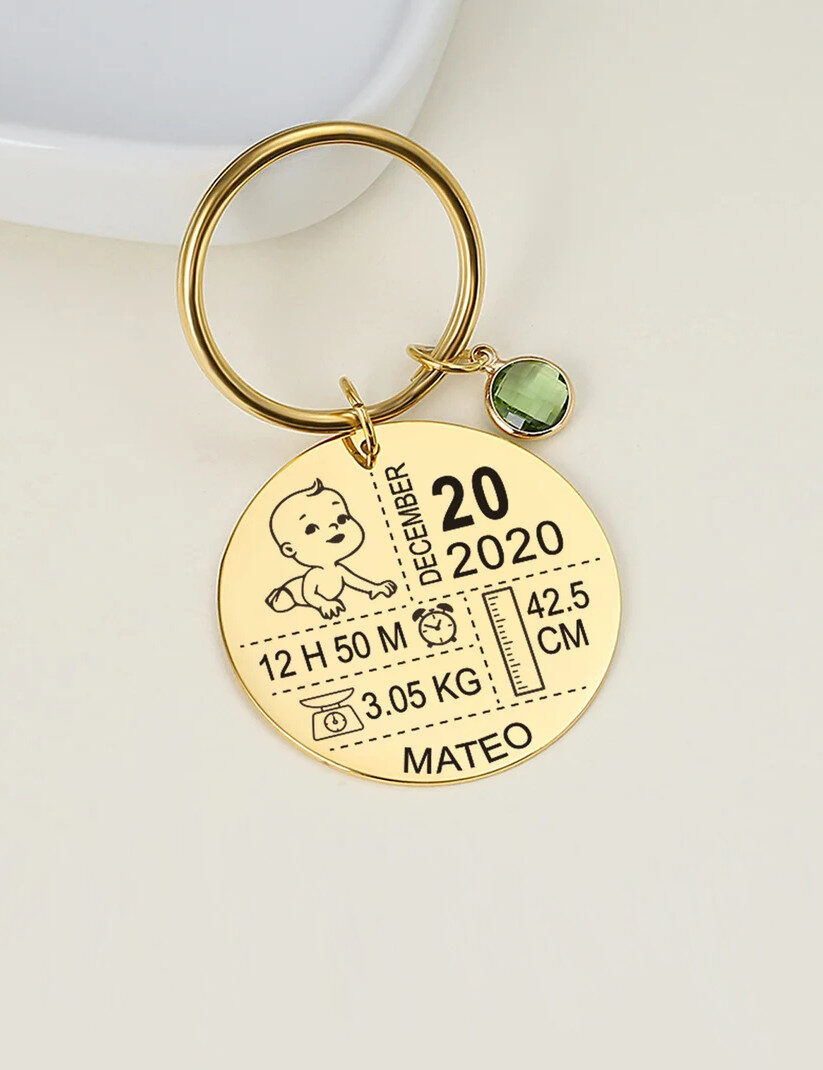 DECEMBER
20
2020
12 H 50 M
42.5
CM
3.05 KG
MATEO